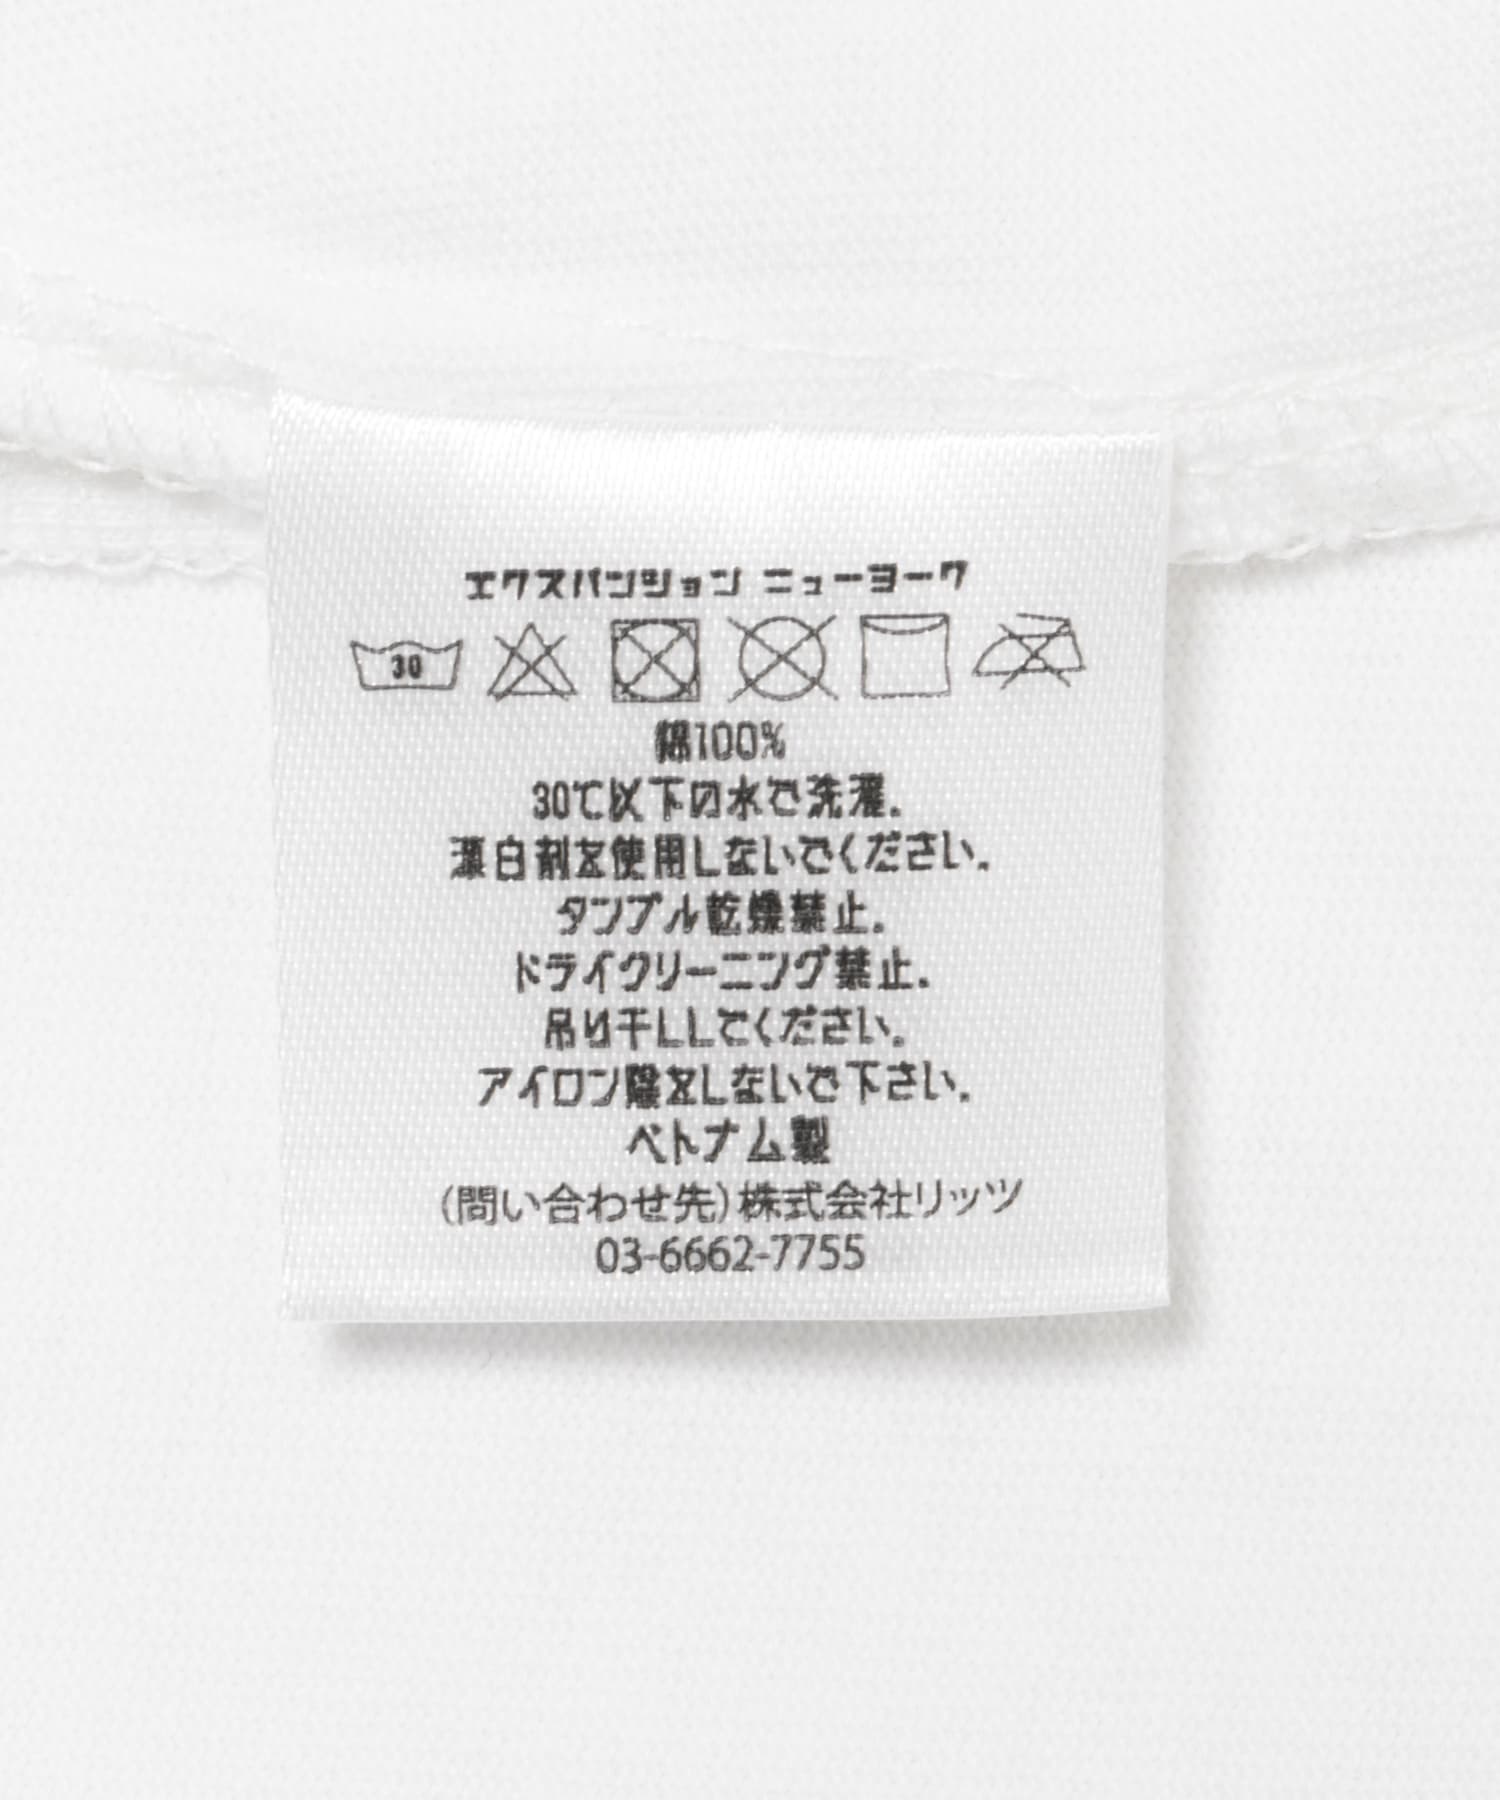 エクスパンション ニューヨーク
30
綿100%
30℃以下の水で洗濯.
漂白剤を使用しないでください.
タンブル乾燥禁止.
ドライクリーニング禁止.
吊り干ししてください.
アイロン陰をしないで下さい.
ベトナム製
(問い合わせ先)株式会社リッツ
03-6662-7755